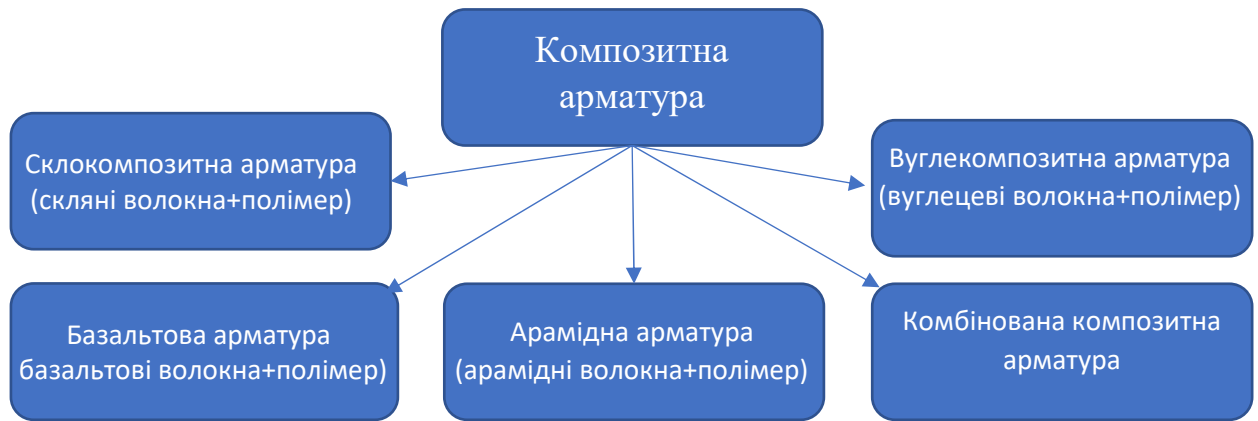 Композитна
арматура
Склокомпозитна арматура
(скляні волокна+полімер)
Вуглекомпозитна арматура
(вуглецеві волокна+полімер)
Базальтова арматура
базальтові волокна+полімер)
Арамідна арматура
(арамідні волокна+полімер)
Комбінована композитна
арматура